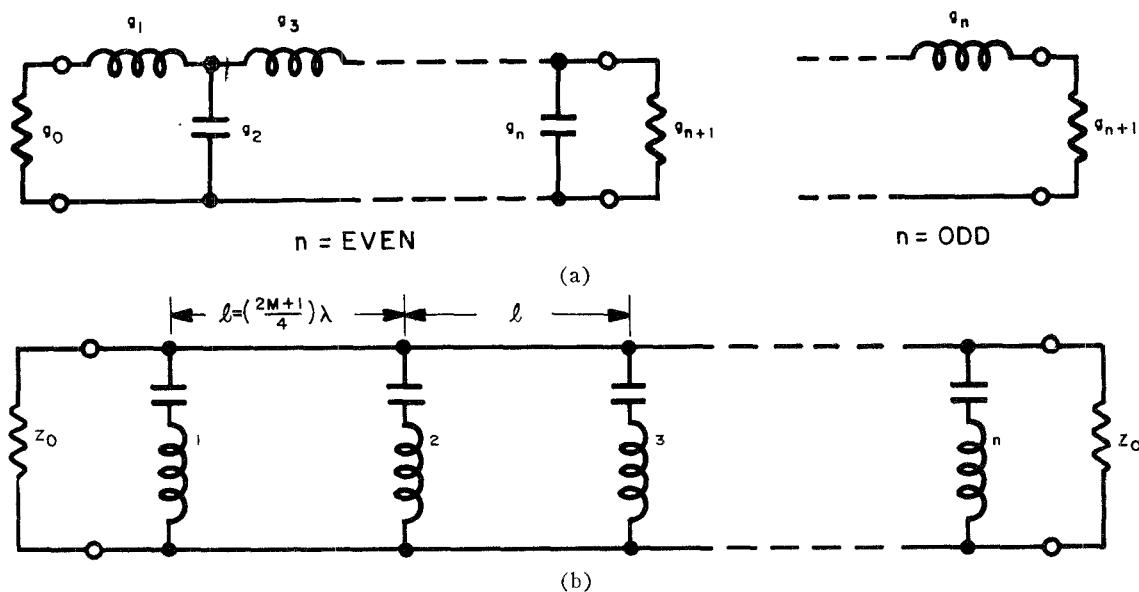 g1 g3 gn
g0 g2 gn gn+1 gn+1
n = EVEN n = ODD
(a)
ℓ=(2M+1/4)λ ℓ
Z0 1 2 3 n Z0
(b)